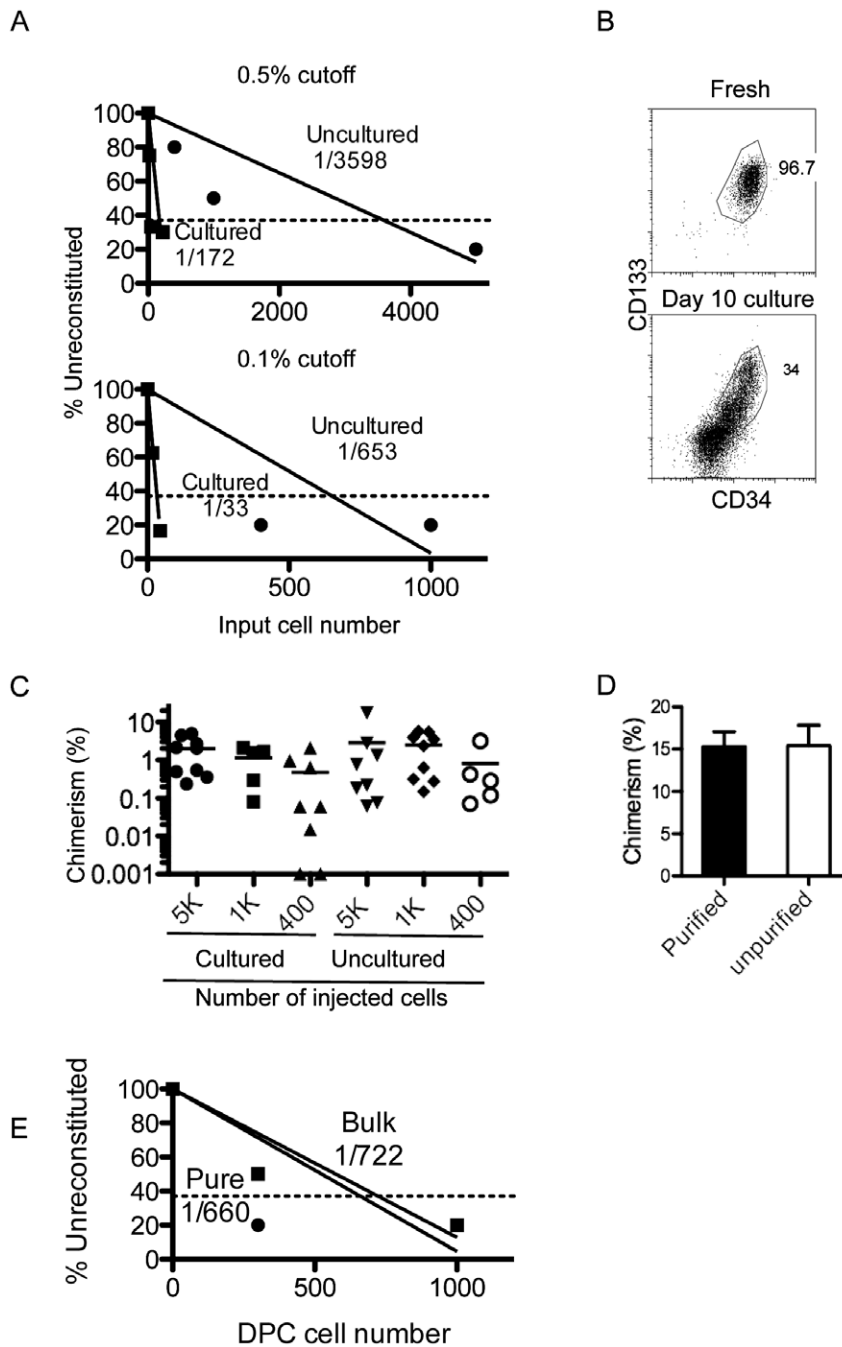 A
0.5% cutoff
% Unreconstituted
100
80
60
40
20
0
Uncultured
1/3598
Cultured
1/172
0
2000
4000
0.1% cutoff
100
80
60
40
20
0
Uncultured
1/653
Cultured
1/33
0
500
1000
Input cell number
B
Fresh
96.7
CD133
Day 10 culture
34
CD34
C
Chimerism (%)
10
1
0.1
0.01
0.001
5K
1K
400
5K
1K
400
Cultured
Uncultured
Number of injected cells
D
Chimerism (%)
20
15
10
5
0
Purified
unpurified
E
% Unreconstituted
100
80
60
40
20
0
Bulk
1/722
Pure
1/660
0
500
1000
DPC cell number